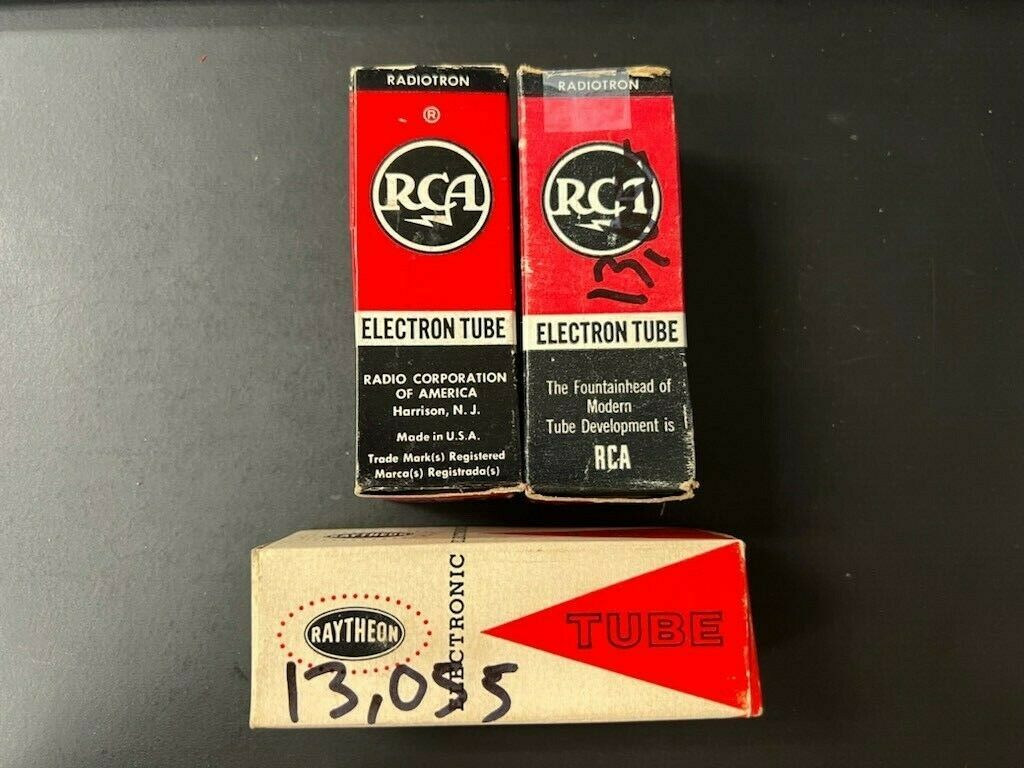 RADIOTRON
®
RCA
ELECTRON TUBE
RADIO CORPORATION
OF AMERICA
Harrison, N. J.
Made in U.S.A.
Trade Mark(s) Registered
Marca(s) Registrada(s)
RADIOTRON
RCA
ELECTRON TUBE
The Fountainhead of
Modern
Tube Development is
RCA
RAYTHEON
ELECTRONIC
RAYTHEON
TUBE
13,055